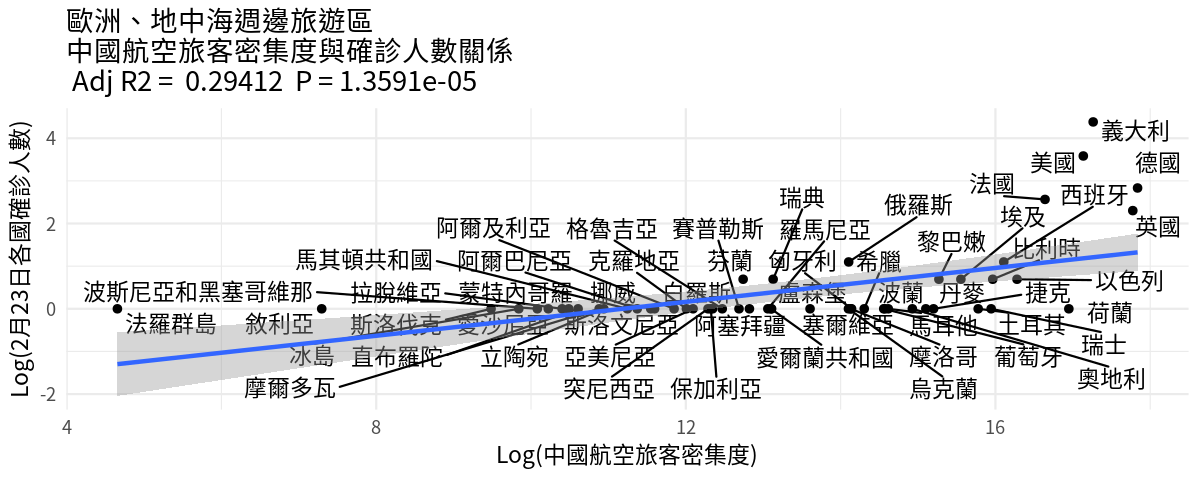 歐洲、地中海週邊旅遊區
中國航空旅客密集度與確診人數關係
Adj R2 = 0.29412 P = 1.3591e-05
Log(2月23日各國確診人數)
4
2
0
-2
義大利
美國
德國
法國
西班牙
瑞典
俄羅斯
埃及
英國
阿爾及利亞
格魯吉亞
賽普勒斯
羅馬尼亞
黎巴嫩
比利時
馬其頓共和國
阿爾巴尼亞
克羅地亞
芬蘭
匈牙利
希臘
以色列
波斯尼亞和黑塞哥維那
拉脫維亞
蒙特內哥羅
挪威
白羅斯
盧森堡
波蘭
丹麥
捷克
荷蘭
法羅群島
敘利亞
斯洛伐克
愛沙尼亞
斯洛文尼亞
阿塞拜疆
塞爾維亞
馬耳他
土耳其
瑞士
冰島
直布羅陀
立陶宛
亞美尼亞
愛爾蘭共和國
摩洛哥
葡萄牙
奧地利
摩爾多瓦
突尼西亞
保加利亞
烏克蘭
4
8
12
16
Log(中國航空旅客密集度)